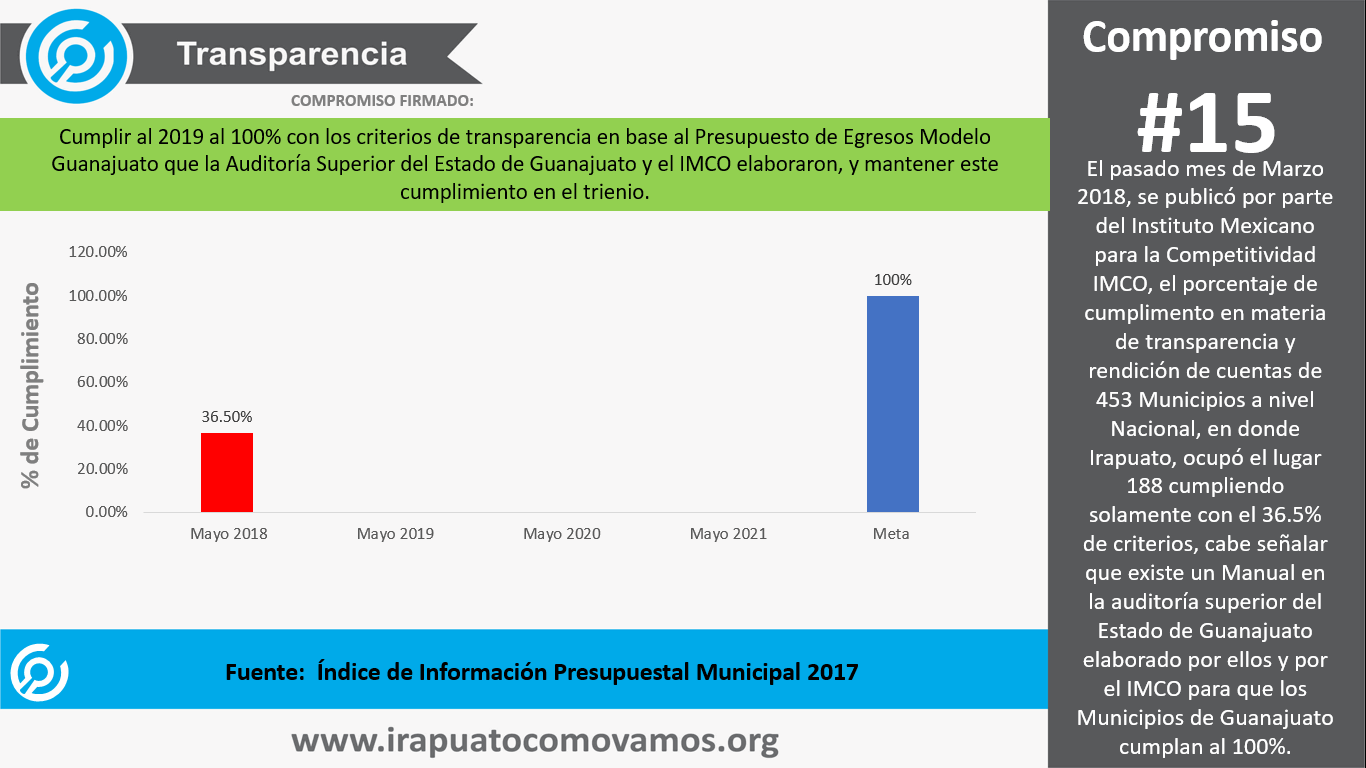 Transparencia
COMPROMISO FIRMADO:
Cumplir al 2019 al 100% con los criterios de transparencia en base al Presupuesto de Egresos Modelo
Guanajuato que la Auditoría Superior del Estado de Guanajuato y el IMCO elaboraron, y mantener este
cumplimiento en el trienio.
% de Cumplimiento
120.00%
100.00%
80.00%
60.00%
40.00%
20.00%
0.00%
36.50%
100%
Mayo 2018
Mayo 2019
Mayo 2020
Mayo 2021
Meta
Fuente: Índice de Información Presupuestal Municipal 2017
www.irapuatocomovamos.org
Compromiso
#15
El pasado mes de Marzo
2018, se publicó por parte
del Instituto Mexicano
para la Competitividad
IMCO, el porcentaje de
cumplimento en materia
de transparencia y
rendición de cuentas de
453 Municipios a nivel
Nacional, en donde
Irapuato, ocupó el lugar
188 cumpliendo
solamente con el 36.5%
de criterios, cabe señalar
que existe un Manual en
la auditoría superior del
Estado de Guanajuato
elaborado por ellos y por
el IMCO para que los
Municipios de Guanajuato
cumplan al 100%.